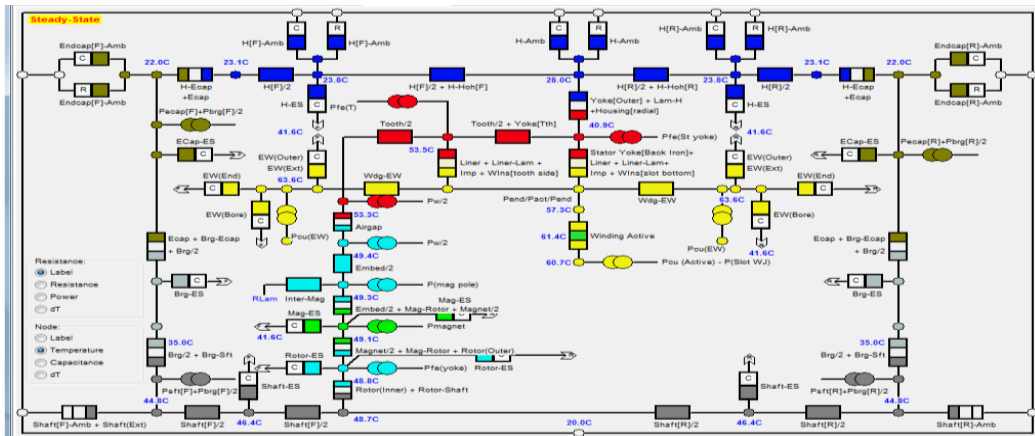 Steady-State
Endcap[F]-Amb
C
Endcap[F]-Amb
22.0C
H-Ecap
+Ecap
23.1C
H[F]/2
C
R
H[F]-Amb
H[F]-Amb
23.8C
H[F]/2 + H-Hoh[F]
C
R
H-Amb
H-Amb
28.0C
H[R]/2 + H-Hoh[R]
C
R
H[R]-Amb
H[R]-Amb
23.8C
H[R]/2
23.1C
H-Ecap
+Ecap
22.0C
Endcap[R]-Amb
C
R
Endcap[R]-Amb
H-ES
C
Pfe(T)
Yoke[Outer] + Lam-H
+Housing[radial]
H-ES
C
Pecap[F]+Pbrg[F]/2
41.6C
Tooth/2
Tooth/2 + Yoke[Tth]
40.9C
Pfe(St yoke)
41.6C
Pecap[R]+Pbrg[R]/2
ECap-ES
C
53.5C
ECap-ES
C
EW(Outer)
EW(Ext)
C
Liner + Liner-Lam +
Imp + WIns[tooth side]
Stator Yoke[Back Iron]+
Liner + Liner-Lam+
Imp + WIns[slot bottom]
C
EW(Outer)
EW(Ext)
EW(End)
C
63.6C
Wdg-EW
Wdg-EW
63.6C
EW(End)
C
EW(Bore)
C
Pcu(EW)
Pw/2
53.3C
Airgap
Pend/Pact/Pend
57.3C
Pcu(EW)
EW(Bore)
C
41.6C
Ecap + Brg-Ecap
+ Brg/2
Pw/2
49.4C
61.4C
Winding Active
Ecap + Brg-Ecap
+ Brg/2
Embed/2
60.7C
Pcu (Active) - P(Slot WJ)
Resistance:
Label
Resistance
Power
dT
C
Brg-ES
RLam
Inter-Mag
P(mag pole)
49.3C
C
Brg-ES
Embed/2 + Mag-Rotor + Magnet/2
Mag-ES
Mag-ES
C
41.6C
Pmagnet
49.1C
Node:
Label
Temperature
Capacitance
dT
35.0C
Brg/2 + Brg-Sft
Magnet/2 + Mag-Rotor + Rotor(Outer)
Rotor-ES
C
Pfe(yoke)
Rotor-ES
35.0C
Brg/2 + Brg-Sft
Psft[F]+Pbrg[F]/2
Shaft-ES
C
48.8C
Rotor(Inner) + Rotor-Shaft
Shaft-ES
C
Psft[R]+Pbrg[R]/2
44.8C
Shaft[F]-Amb + Shaft(Ext)
Shaft[F]/2
46.4C
Shaft[F]/2
48.7C
20.0C
Shaft[R]/2
46.4C
Shaft[R]/2
44.8C
Shaft[R]-Amb